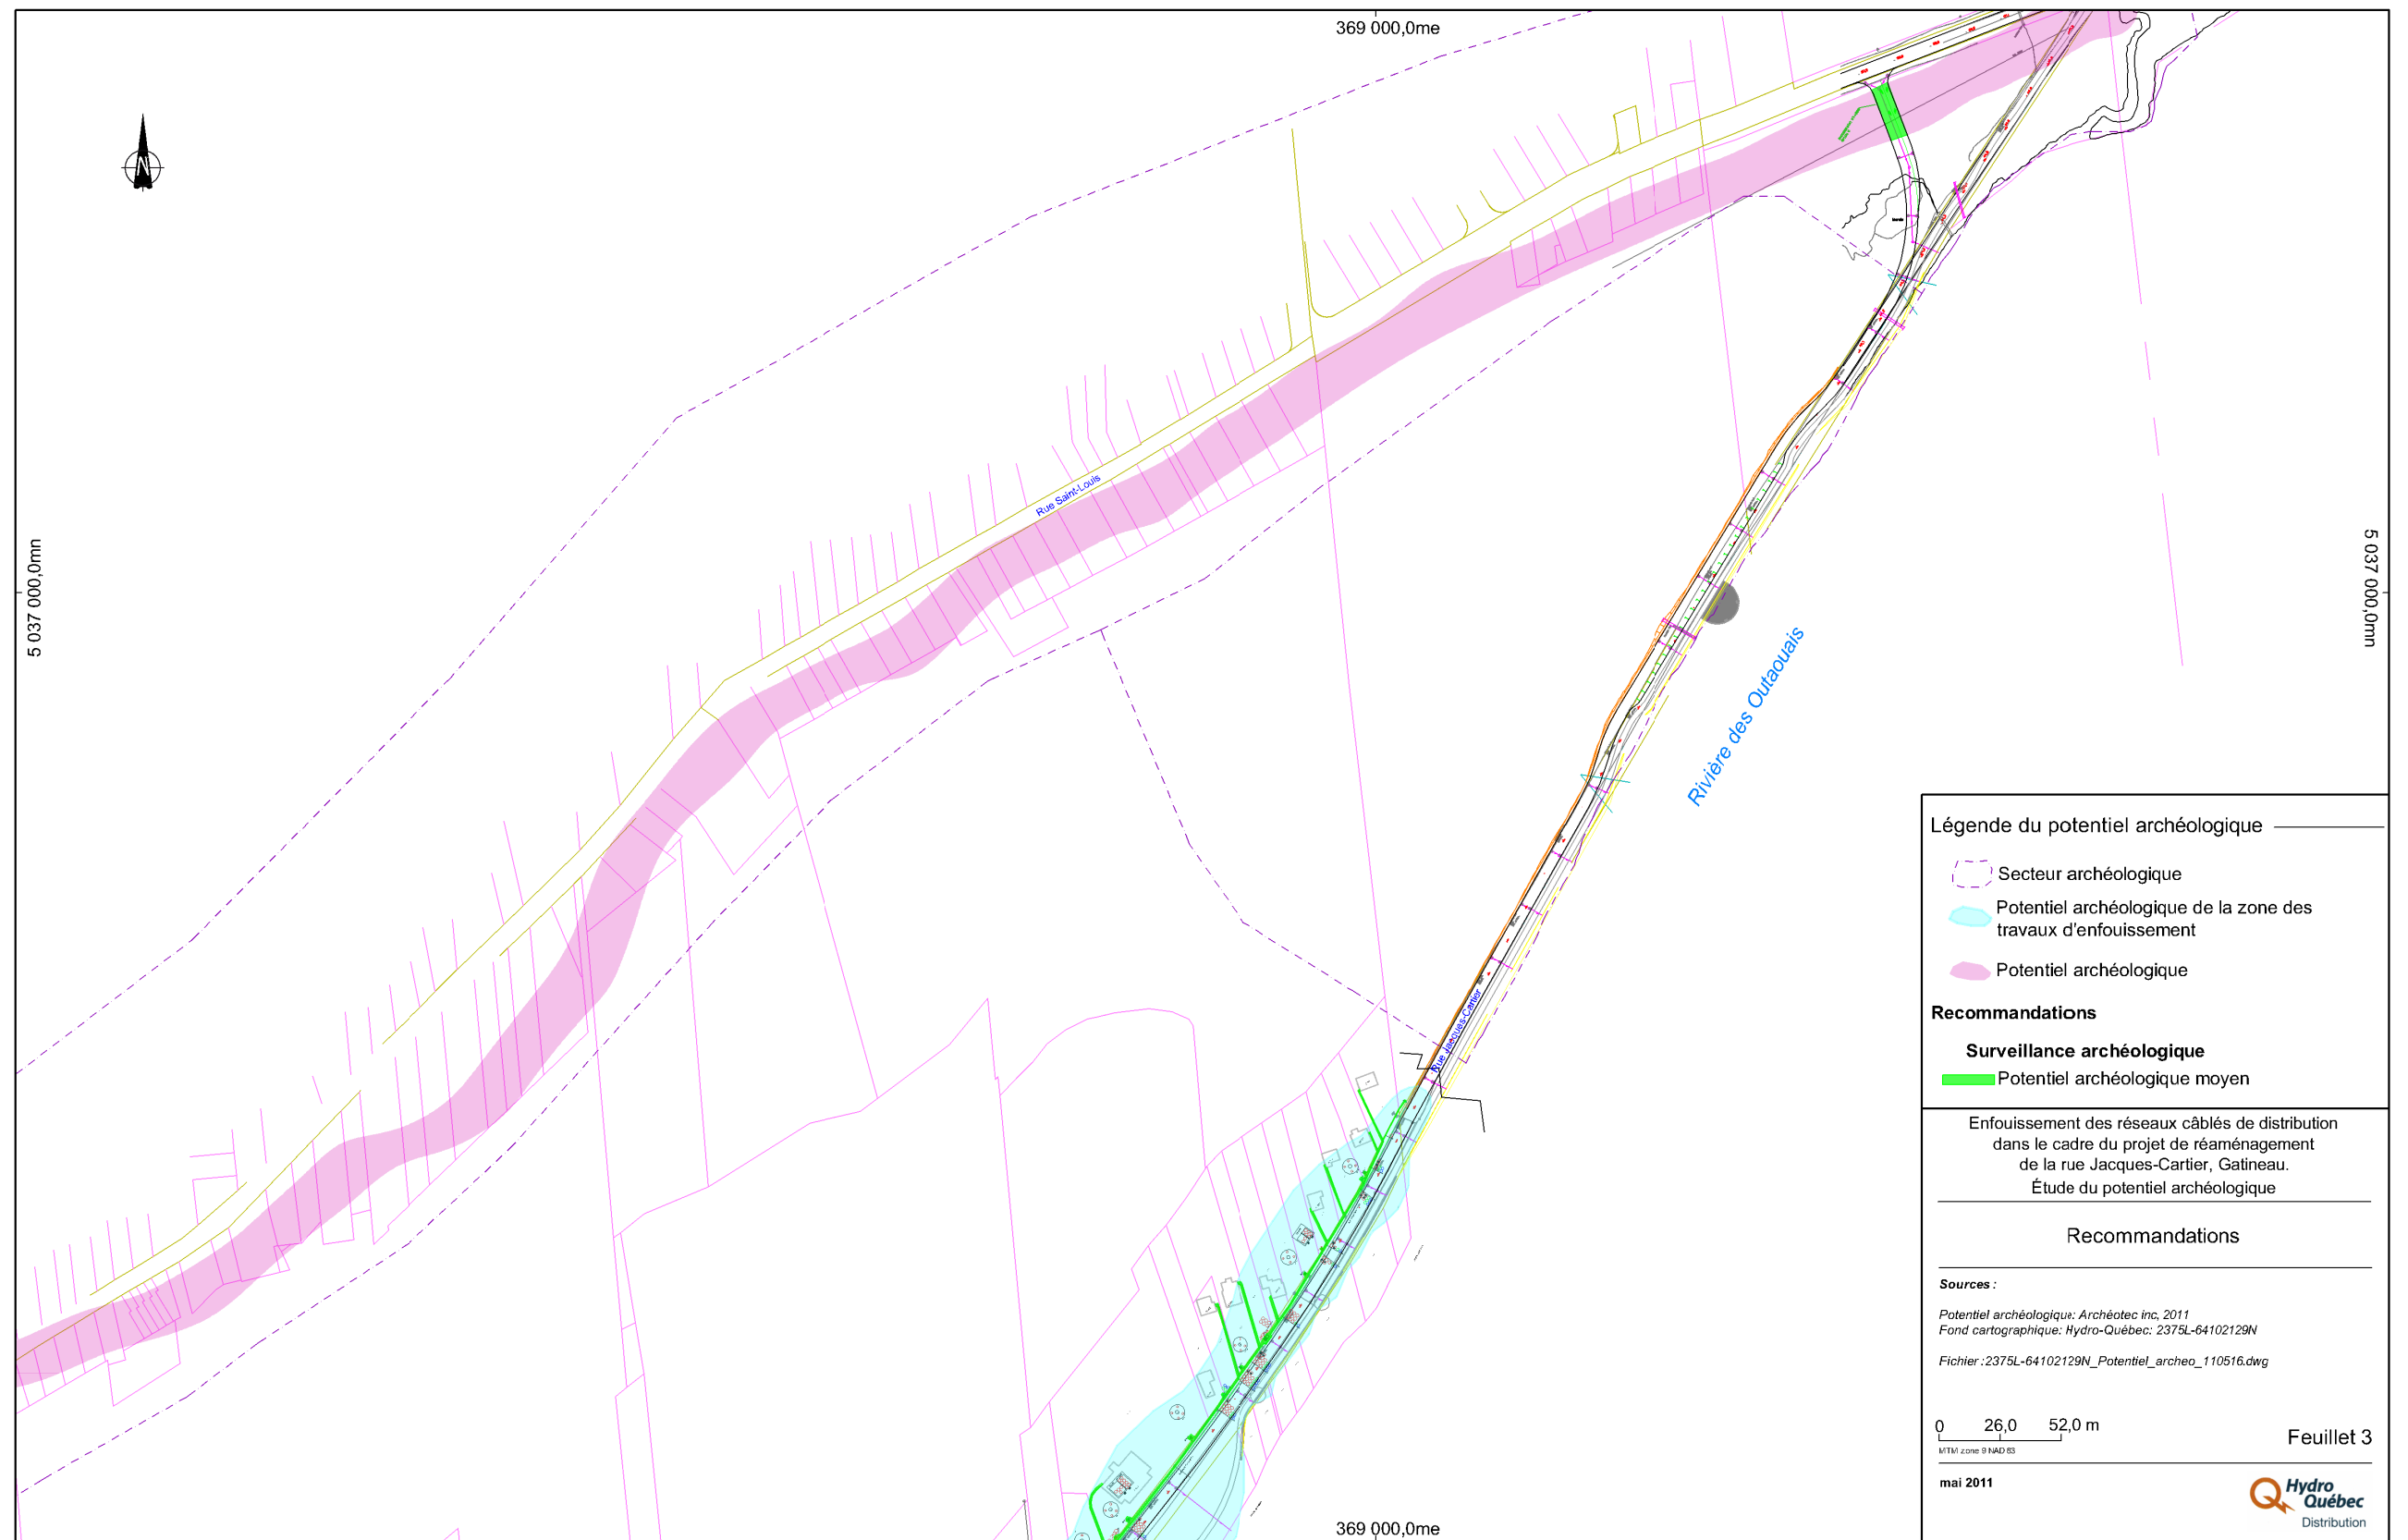 369 000,0me
N
5 037 000,0mn
5 037 000,0mn
Rue Saint-Louis
Rivière des Outaouais
Rue Jacques-Cartier
Légende du potentiel archéologique
Secteur archéologique
Potentiel archéologique de la zone des
travaux d'enfouissement
Potentiel archéologique
Recommandations
Surveillance archéologique
Potentiel archéologique moyen
Enfouissement des réseaux câblés de distribution
dans le cadre du projet de réaménagement
de la rue Jacques-Cartier, Gatineau.
Étude du potentiel archéologique
Recommandations
Sources :
Potentiel archéologique: Archéotec inc, 2011
Fond cartographique: Hydro-Québec: 2375L-64102129N
Fichier :2375L-64102129N_Potentiel_archeo_110516.dwg
0 26,0 52,0 m
MTM zone 9 NAD 83
Feuillet 3
mai 2011
Hydro
Québec
Distribution
369 000,0me